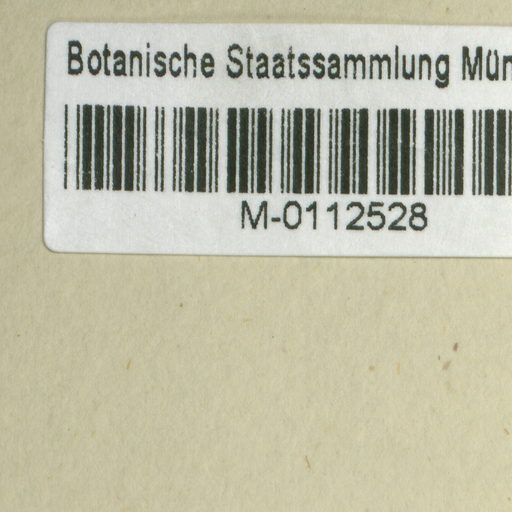 Botanische Staatssammlung Mün
M-0112528